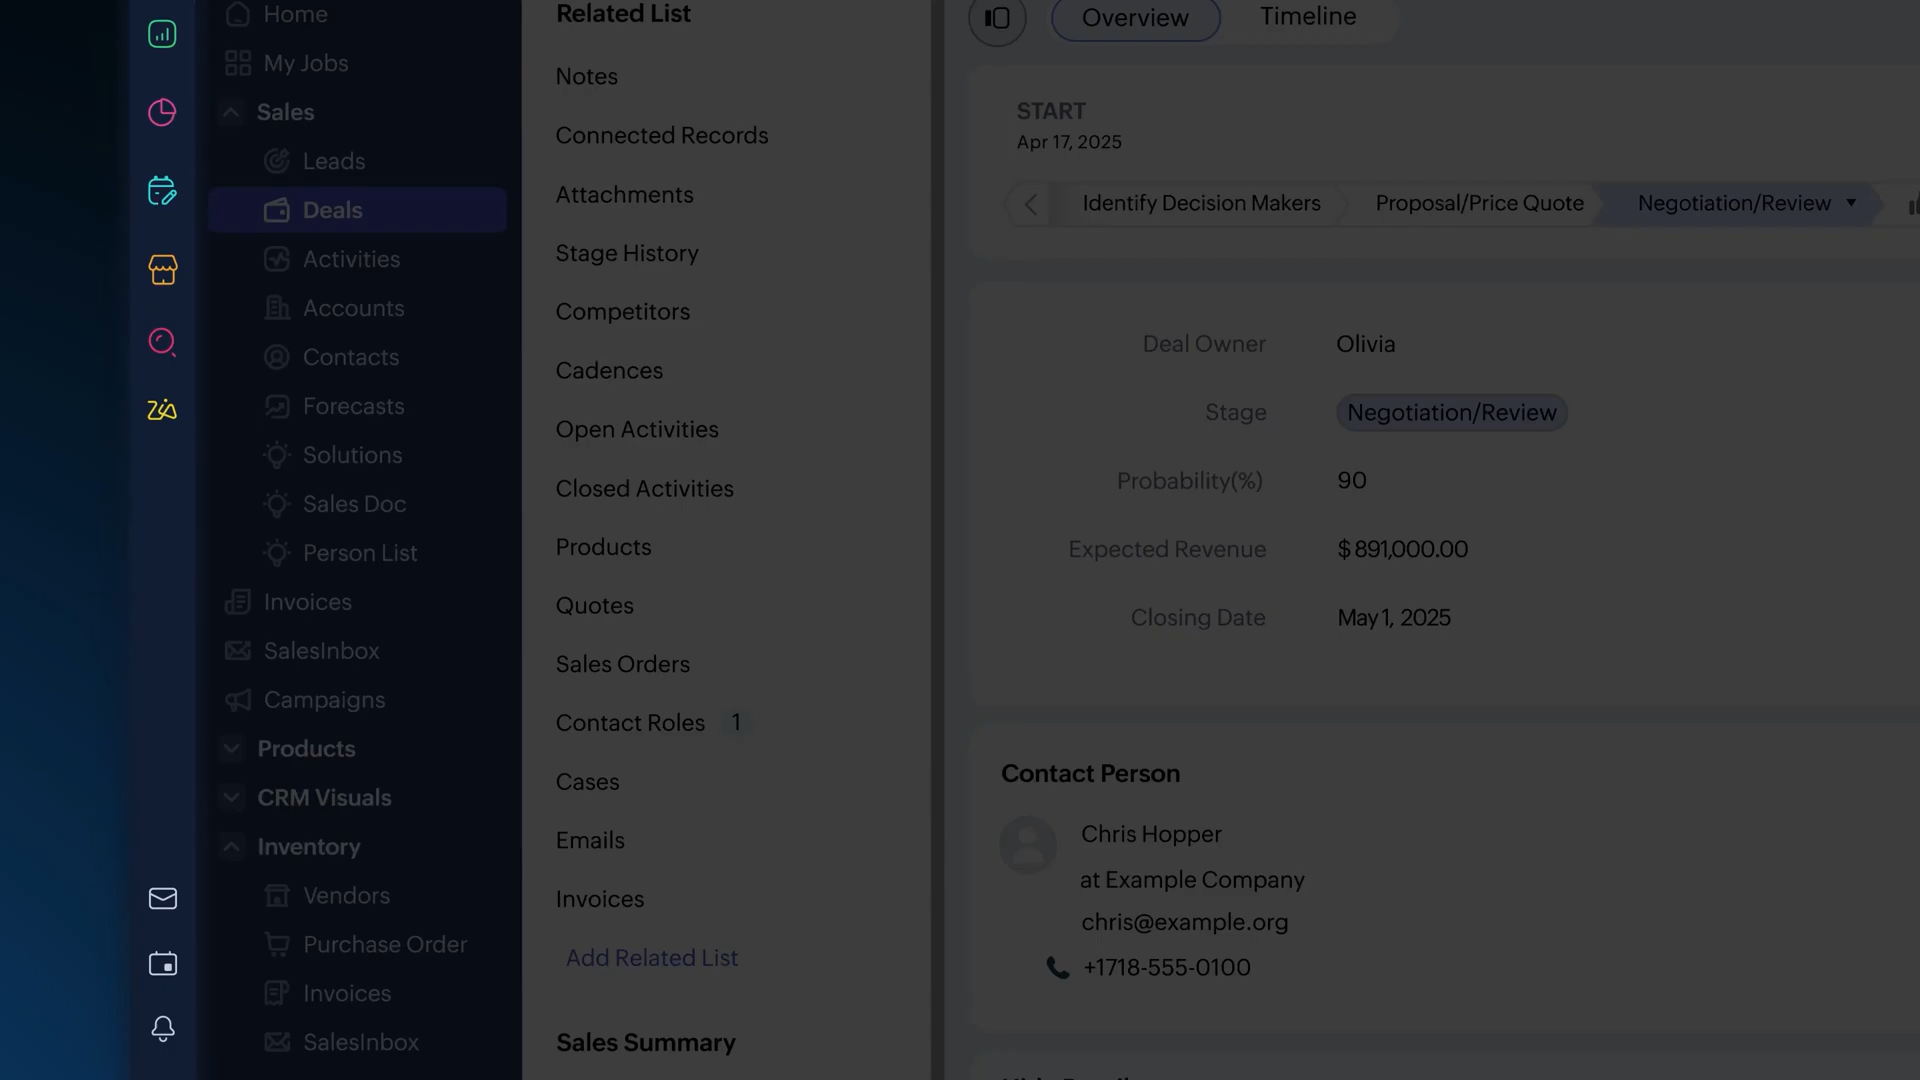 Home
My Jobs
Sales
Leads
Deals
Activities
Accounts
Contacts
Forecasts
Solutions
Sales Doc
Person List
Invoices
SalesInbox
Campaigns
Products
CRM Visuals
Inventory
Vendors
Purchase Order
Invoices
SalesInbox
Related List
Notes
Connected Records
Attachments
Stage History
Competitors
Cadences
Open Activities
Closed Activities
Products
Quotes
Sales Orders
Contact Roles 1
Cases
Emails
Invoices
Add Related List
Sales Summary
Overview
Timeline
START
Apr 17, 2025
Identify Decision Makers
Proposal/Price Quote
Negotiation/Review
Deal Owner Olivia
Stage Negotiation/Review
Probability(%) 90
Expected Revenue $ 891,000.00
Closing Date May 1, 2025
Contact Person
Chris Hopper
at Example Company
chris@example.org
+1718-555-0100